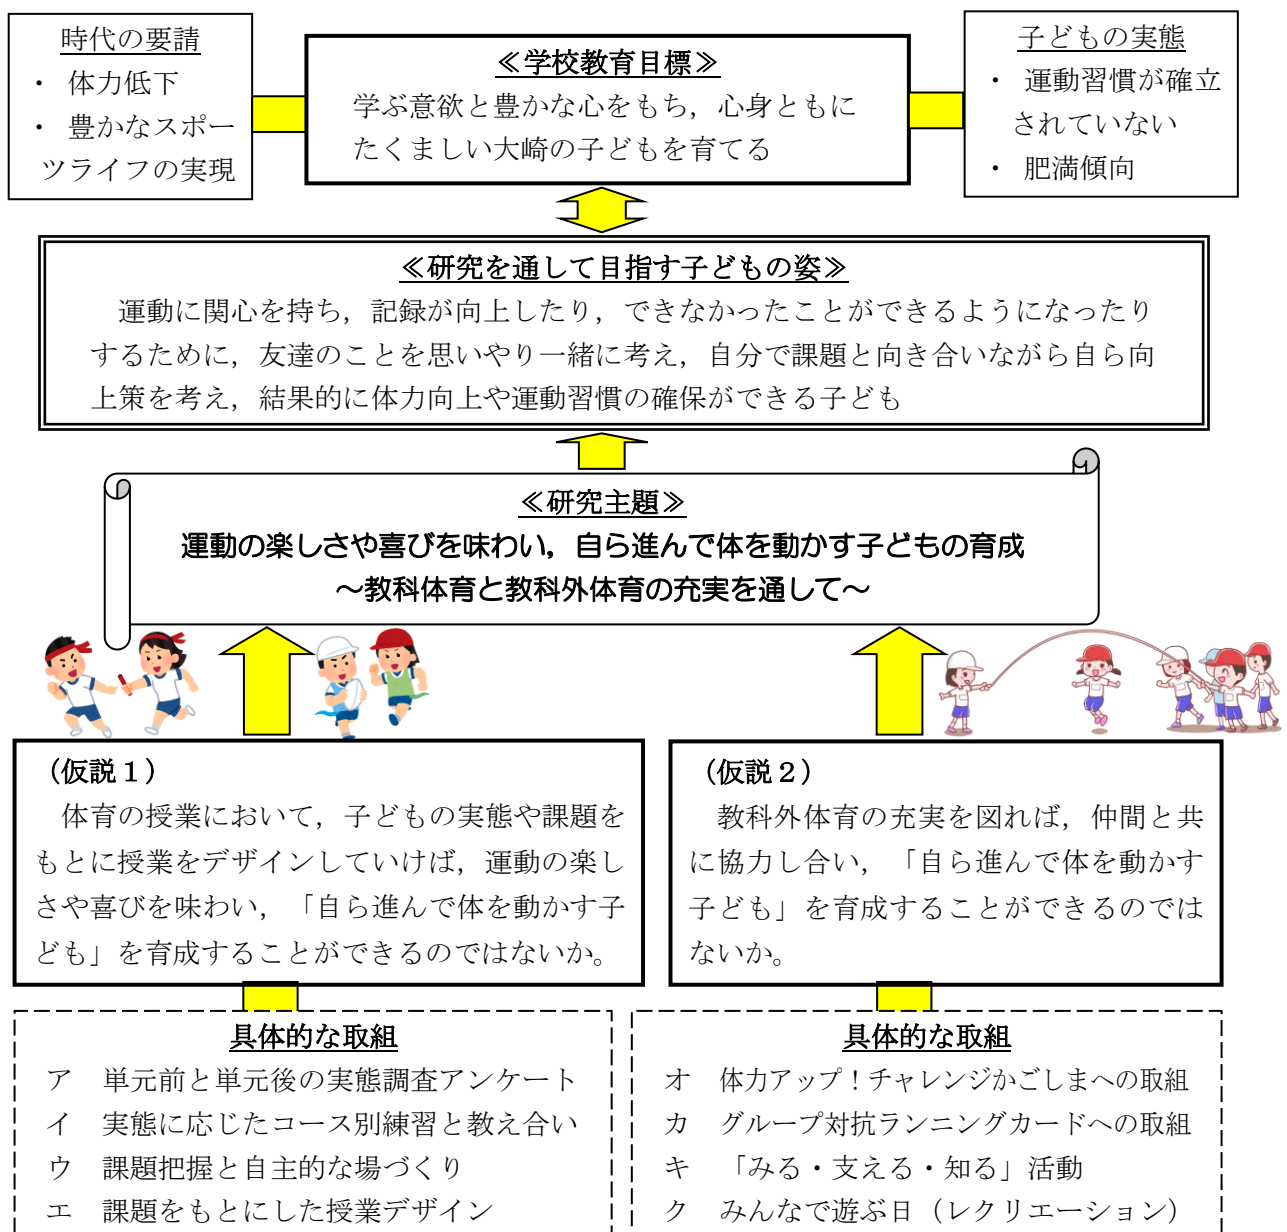 時代の要請
・ 体力低下
・ 豊かなスポー
ツライフの実現
≪学校教育目標≫
学ぶ意欲と豊かな心をもち，心身ともに
たくましい大崎の子どもを育てる
子どもの実態
・ 運動習慣が確立
されていない
・ 肥満傾向
≪研究を通して目指す子どもの姿≫
運動に関心を持ち，記録が向上したり，できなかったことができるようになったり
するために，友達のことを思いやり一緒に考え，自分で課題と向き合いながら自ら向
上策を考え，結果的に体力向上や運動習慣の確保ができる子ども
≪研究主題≫
運動の楽しさや喜びを味わい，自ら進んで体を動かす子どもの育成
～教科体育と教科外体育の充実を通して～
（仮説１）
体育の授業において，子どもの実態や課題を
もとに授業をデザインしていけば，運動の楽し
さや喜びを味わい，「自ら進んで体を動かす子
ども」を育成することができるのではないか。
（仮説２）
教科外体育の充実を図れば，仲間と共
に協力し合い，「自ら進んで体を動かす
子ども」を育成することができるのでは
ないか。
具体的な取組
ア 単元前と単元後の実態調査アンケート
イ 実態に応じたコース別練習と教え合い
ウ 課題把握と自主的な場づくり
エ 課題をもとにした授業デザイン
具体的な取組
オ 体力アップ！チャレンジかごしまへの取組
カ グループ対抗ランニングカードへの取組
キ 「みる・支える・知る」活動
ク みんなで遊ぶ日（レクリエーション）